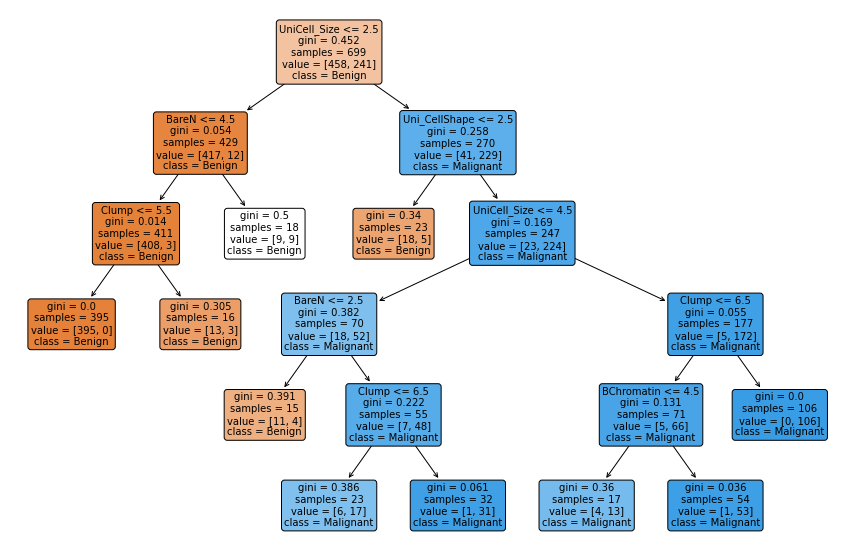 UniCell_Size <= 2.5
gini = 0.452
samples = 699
value = [458, 241]
class = Benign
BareN <= 4.5
gini = 0.054
samples = 429
value = [417, 12]
class = Benign
Uni_CellShape <= 2.5
gini = 0.258
samples = 270
value = [41, 229]
class = Malignant
Clump <= 5.5
gini = 0.014
samples = 411
value = [408, 3]
class = Benign
gini = 0.5
samples = 18
value = [9, 9]
class = Benign
gini = 0.34
samples = 23
value = [18, 5]
class = Benign
UniCell_Size <= 4.5
gini = 0.169
samples = 247
value = [23, 224]
class = Malignant
gini = 0.0
samples = 395
value = [395, 0]
class = Benign
gini = 0.305
samples = 16
value = [13, 3]
class = Benign
BareN <= 2.5
gini = 0.382
samples = 70
value = [18, 52]
class = Malignant
Clump <= 6.5
gini = 0.055
samples = 177
value = [5, 172]
class = Malignant
gini = 0.391
samples = 15
value = [11, 4]
class = Benign
Clump <= 6.5
gini = 0.222
samples = 55
value = [7, 48]
class = Malignant
BChromatin <= 4.5
gini = 0.131
samples = 71
value = [5, 66]
class = Malignant
gini = 0.0
samples = 106
value = [0, 106]
class = Malignant
gini = 0.386
samples = 23
value = [6, 17]
class = Malignant
gini = 0.061
samples = 32
value = [1, 31]
class = Malignant
gini = 0.36
samples = 17
value = [4, 13]
class = Malignant
gini = 0.036
samples = 54
value = [1, 53]
class = Malignant